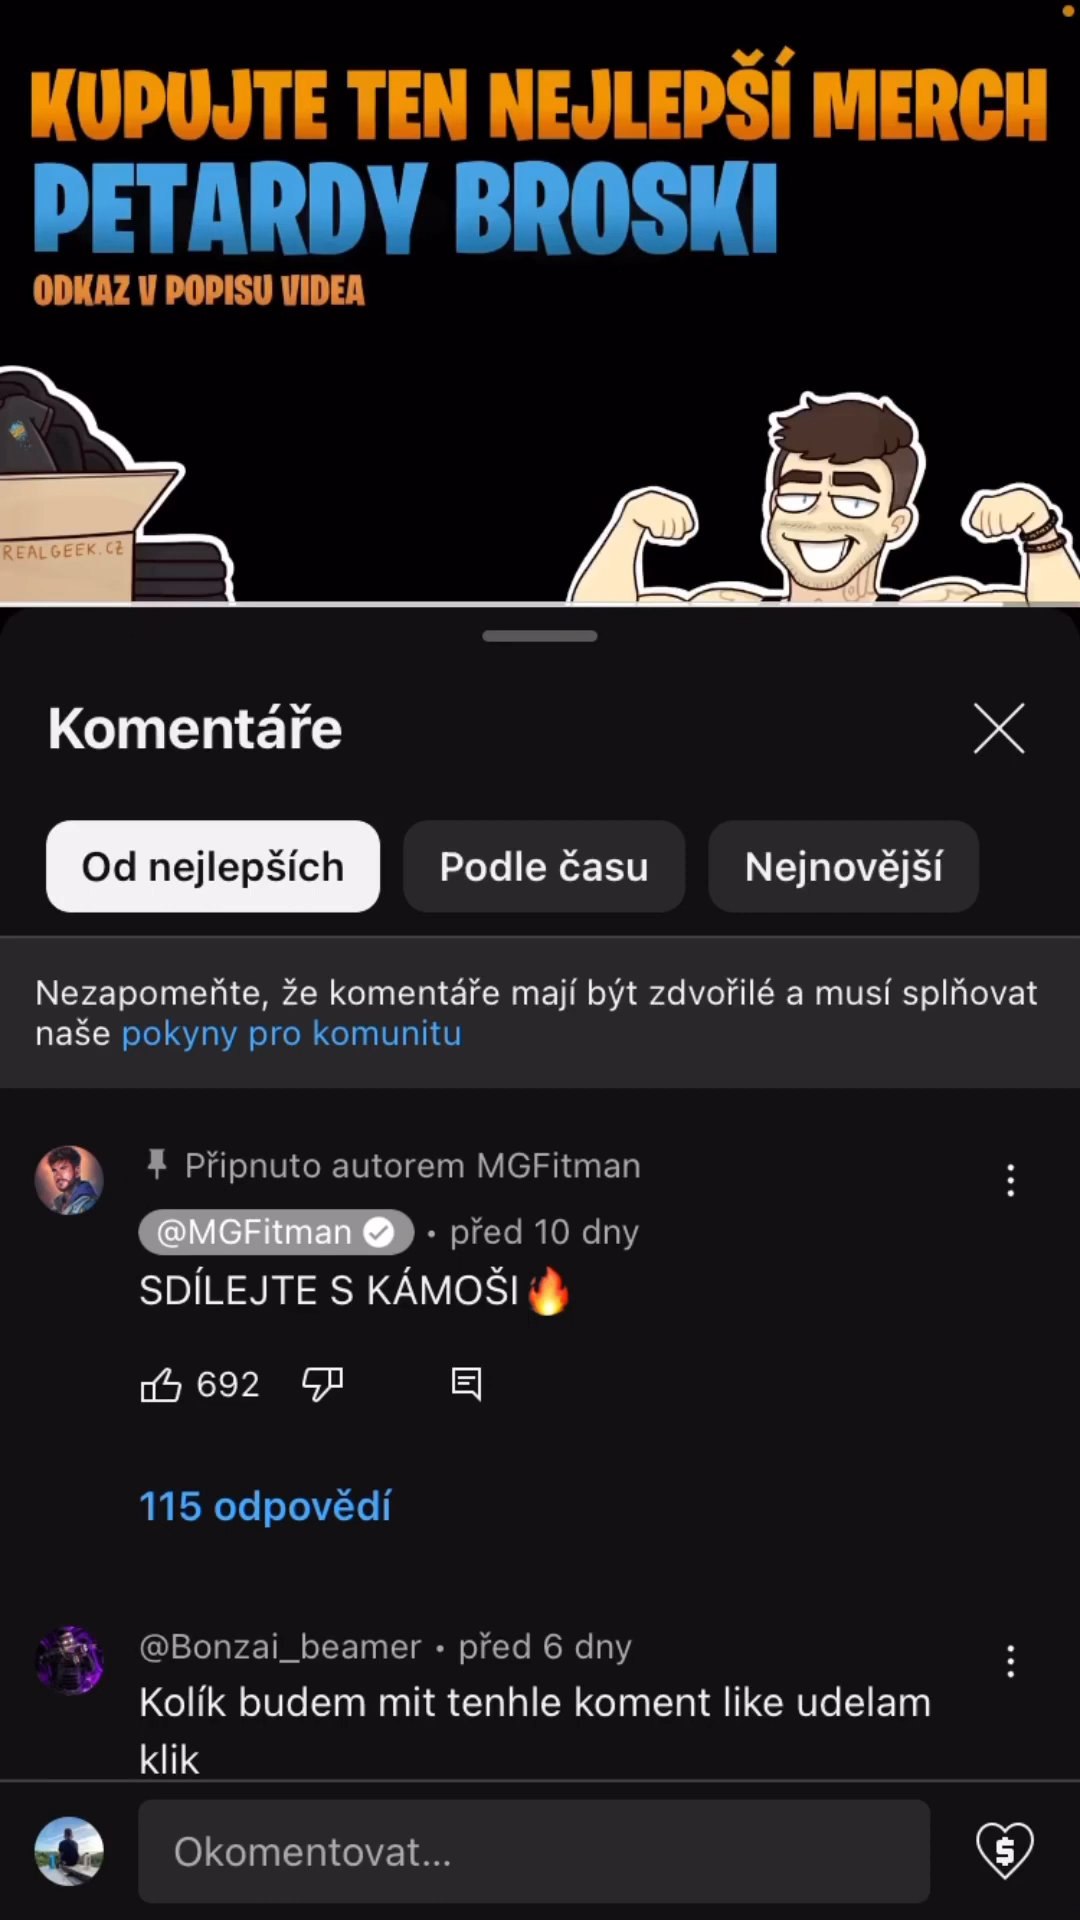 KUPUJTE TEN NEJLEPŠÍ MERCH
PETARDY BROSKI
ODKAZ V POPISU VIDEA
REALGEEK.CZ
Komentáře
Od nejlepších
Podle času
Nejnovější
Nezapomeňte, že komentáře mají být zdvořilé a musí splňovat
naše pokyny pro komunitu
Připnuto autorem MGFitman
@MGFitman • před 10 dny
SDÍLEJTE S KÁMOŠI🔥
692
115 odpovědí
@Bonzai_beamer • před 6 dny
Kolík budem mit tenhle koment like udelam
klik
Okomentovat...
$